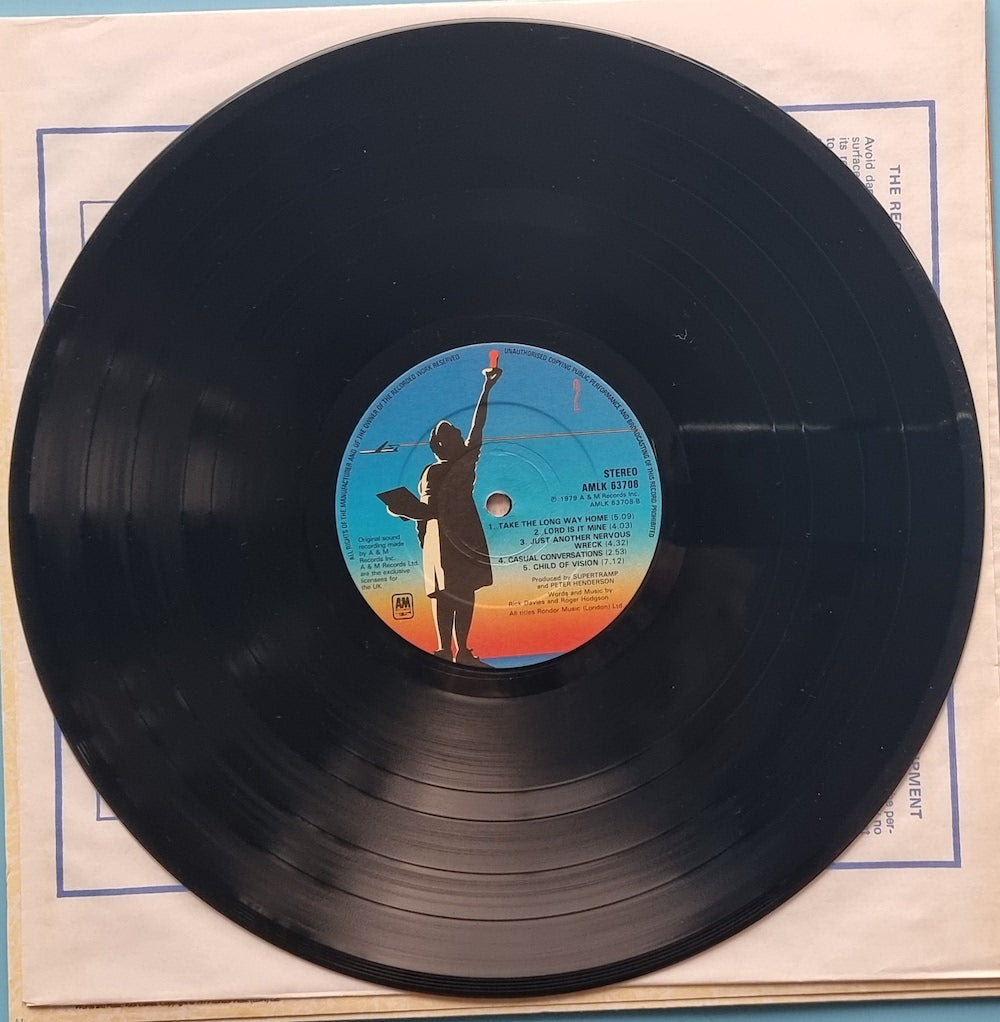 ALL RIGHTS OF THE MANUFACTURER AND OF THE OWNER OF THE RECORDED WORK RESERVED
UNAUTHORISED COPYING PUBLIC PERFORMANCE AND BROADCASTING OF THIS RECORD PROHIBITED
2
STEREO
AMLK 63708
℗ 1979 A & M Records Inc.
AMLK 63708-B
1. TAKE THE LONG WAY HOME (5.09)
2. LORD IS IT MINE (4.03)
3. JUST ANOTHER NERVOUS
WRECK (4.32)
4. CASUAL CONVERSATIONS (2.53)
5. CHILD OF VISION (7.12)
Produced by SUPERTRAMP
and PETER HENDERSON
Words and Music by
Rick Davies and Roger Hodgson
All titles Rondor Music (London) Ltd
Original sound
recording made
by A & M
Records Inc.
A & M Records Ltd.
are the exclusive
licensees for
the UK
AM
THE
Avoid
surface
its
to
per-
no